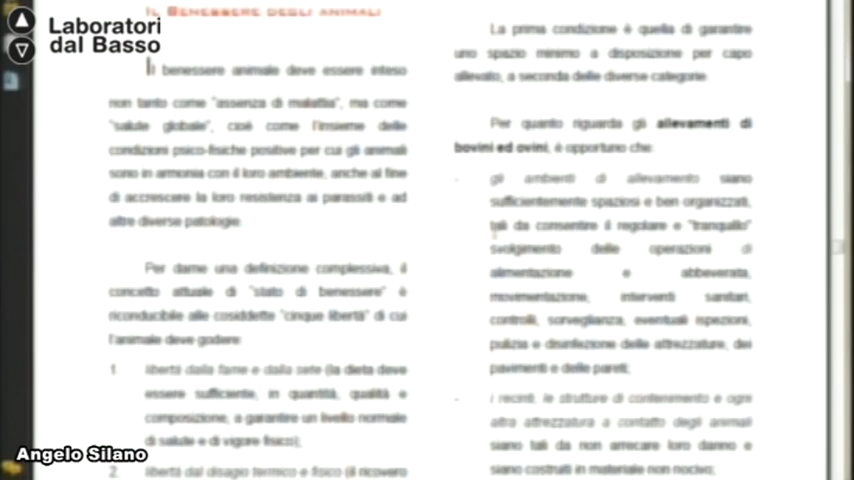 Laboratori
dal Basso
IL BENESSERE DEGLI ANIMALI
Il benessere animale deve essere inteso
non tanto come "assenza di malattia", ma come
"salute globale", cioè come l'insieme delle
condizioni psico-fisiche positive per cui gli animali
sono in armonia con il loro ambiente, anche al fine
di accrescere la loro resistenza ai parassiti e ad
altre diverse patologie.
Per darne una definizione complessiva, il
concetto attuale di "stato di benessere" è
riconducibile alle cosiddette "cinque libertà" di cui
l'animale deve godere:
1. libertà dalla fame e dalla sete (la dieta deve
essere sufficiente, in quantità, qualità e
composizione, a garantire un livello normale
di salute e di vigore fisico);
2. libertà dal disagio termico e fisico (il ricovero
La prima condizione è quella di garantire
uno spazio minimo a disposizione per capo
allevato, a seconda delle diverse categorie.
Per quanto riguarda gli allevamenti di
bovini ed ovini, è opportuno che:
- gli ambienti di allevamento siano
sufficientemente spaziosi e ben organizzati,
tali da consentire il regolare e "tranquillo"
svolgimento delle operazioni di
alimentazione e abbeverata,
movimentazione, interventi sanitari,
controlli, sorveglianza, eventuali ispezioni,
pulizia e disinfezione delle attrezzature, dei
pavimenti e delle pareti;
- i recinti, le strutture di contenimento e ogni
altra attrezzatura a contatto degli animali
siano tali da non arrecare loro danno e
siano costruiti in materiale non nocivo;
Angelo Silano